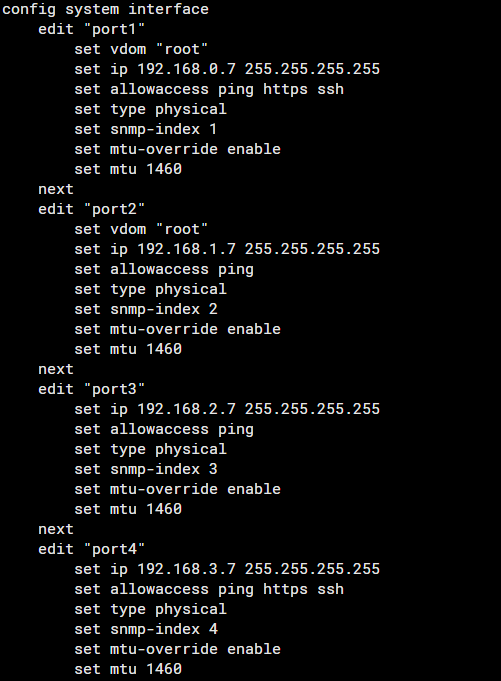 config system interface
edit "port1"
set vdom "root"
set ip 192.168.0.7 255.255.255.255
set allowaccess ping https ssh
set type physical
set snmp-index 1
set mtu-override enable
set mtu 1460
next
edit "port2"
set vdom "root"
set ip 192.168.1.7 255.255.255.255
set allowaccess ping
set type physical
set snmp-index 2
set mtu-override enable
set mtu 1460
next
edit "port3"
set ip 192.168.2.7 255.255.255.255
set allowaccess ping
set type physical
set snmp-index 3
set mtu-override enable
set mtu 1460
next
edit "port4"
set ip 192.168.3.7 255.255.255.255
set allowaccess ping https ssh
set type physical
set snmp-index 4
set mtu-override enable
set mtu 1460